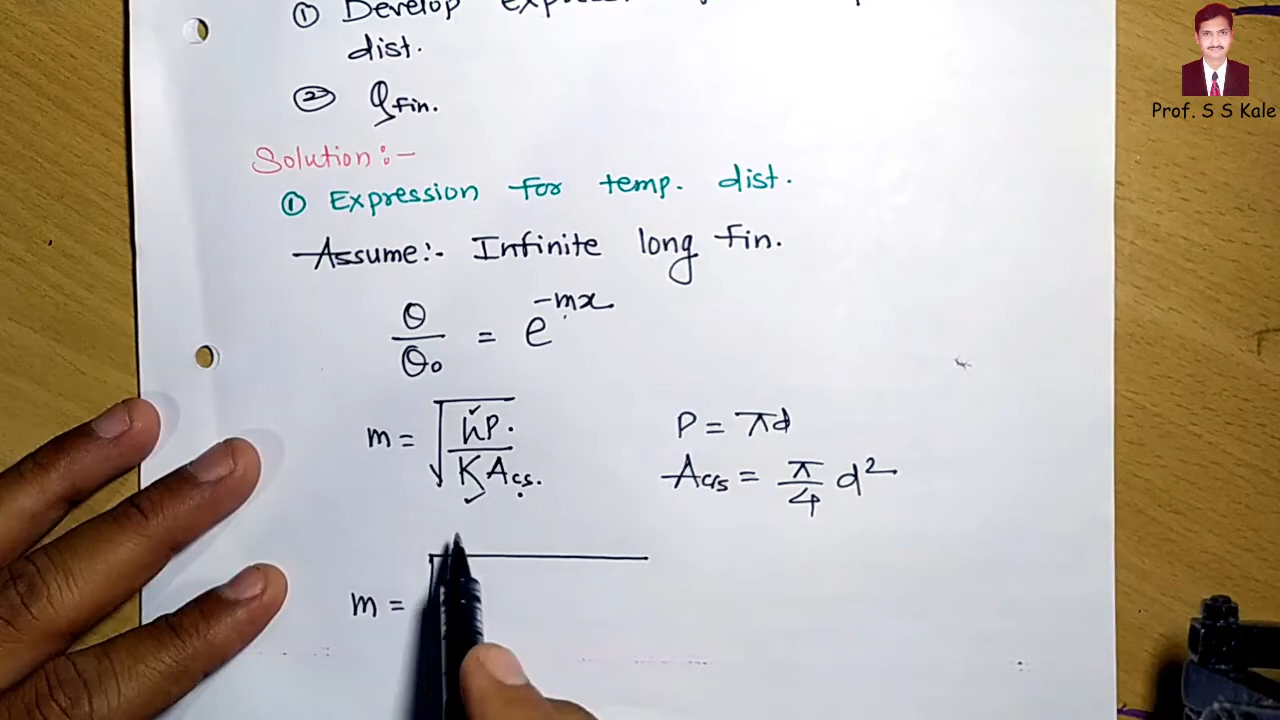 ① Develop
dist.
② Qfin.
Solution :-
① Expression for temp. dist.
Assume:- Infinite long fin.
θ/θ₀ = e^-mx
m = √(hP. / KAcs.)
P = πd
Acs = π/4 d²
m =
Prof. S S Kale